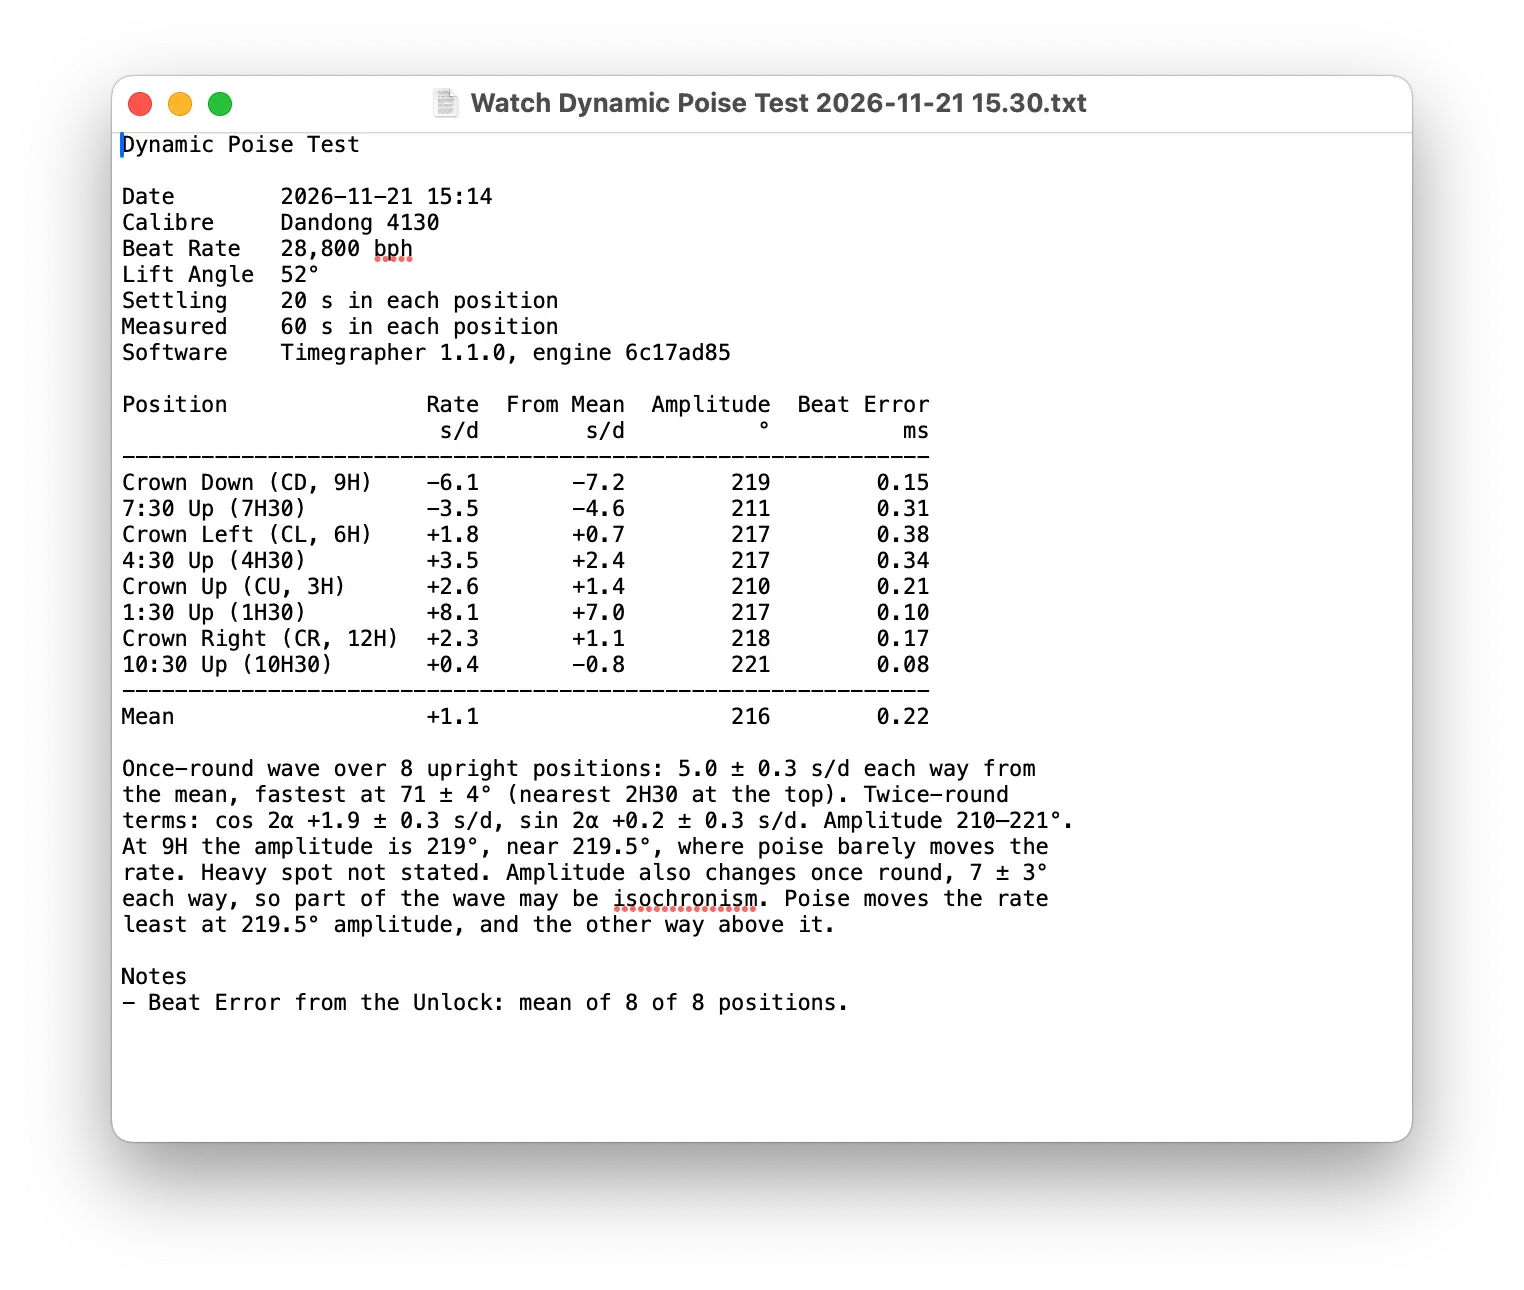 Watch Dynamic Poise Test 2026-11-21 15.30.txt
Dynamic Poise Test
Date 2026-11-21 15:14
Calibre Dandong 4130
Beat Rate 28,800 bph
Lift Angle 52°
Settling 20 s in each position
Measured 60 s in each position
Software Timegrapher 1.1.0, engine 6c17ad85
Position Rate From Mean Amplitude Beat Error
s/d s/d ° ms
Crown Down (CD, 9H) −6.1 −7.2 219 0.15
7:30 Up (7H30) −3.5 −4.6 211 0.31
Crown Left (CL, 6H) +1.8 +0.7 217 0.38
4:30 Up (4H30) +3.5 +2.4 217 0.34
Crown Up (CU, 3H) +2.6 +1.4 210 0.21
1:30 Up (1H30) +8.1 +7.0 217 0.10
Crown Right (CR, 12H) +2.3 +1.1 218 0.17
10:30 Up (10H30) +0.4 −0.8 221 0.08
Mean +1.1 216 0.22
Once-round wave over 8 upright positions: 5.0 ± 0.3 s/d each way from
the mean, fastest at 71 ± 4° (nearest 2H30 at the top). Twice-round
terms: cos 2α +1.9 ± 0.3 s/d, sin 2α +0.2 ± 0.3 s/d. Amplitude 210–221°.
At 9H the amplitude is 219°, near 219.5°, where poise barely moves the
rate. Heavy spot not stated. Amplitude also changes once round, 7 ± 3°
each way, so part of the wave may be isochronism. Poise moves the rate
least at 219.5° amplitude, and the other way above it.
Notes
- Beat Error from the Unlock: mean of 8 of 8 positions.